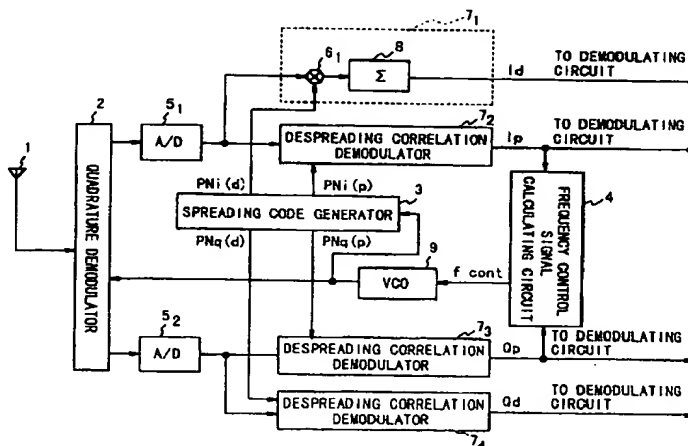 7₁
6₁
8
Σ
Id
TO DEMODULATING
CIRCUIT
1
2
QUADRATURE DEMODULATOR
5₁
A/D
7₂
DESPREADING CORRELATION
DEMODULATOR
Ip
TO DEMODULATING
CIRCUIT
PNi(d)
PNi(p)
3
SPREADING CODE GENERATOR
PNq(d)
PNq(p)
4
FREQUENCY CONTROL
SIGNAL
CALCULATING CIRCUIT
9
VCO
f cont
5₂
A/D
7₃
DESPREADING CORRELATION
DEMODULATOR
Qp
TO DEMODULATING
CIRCUIT
DESPREADING CORRELATION
DEMODULATOR
7₄
Qd
TO DEMODULATING
CIRCUIT